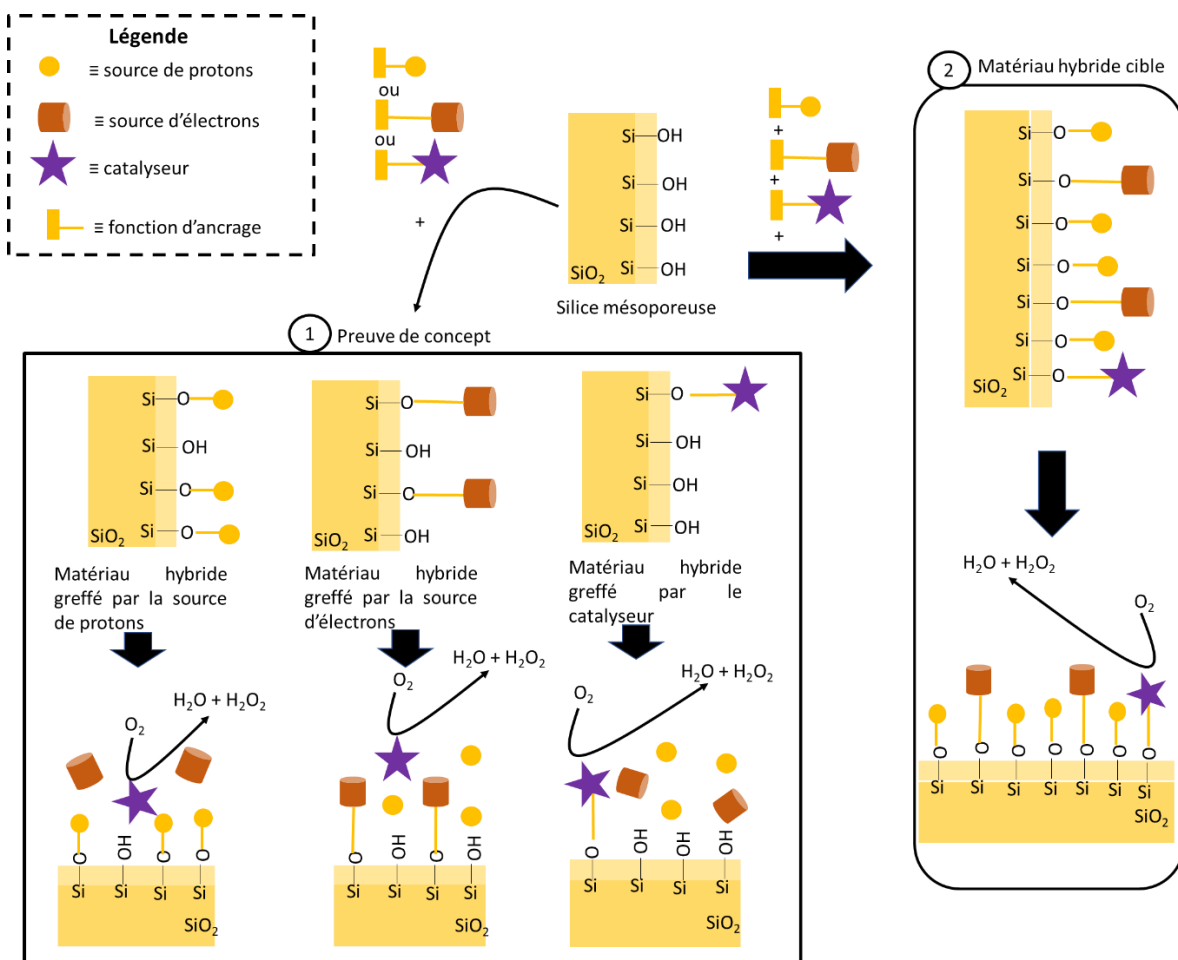 Légende
≡ source de protons
≡ source d'électrons
≡ catalyseur
≡ fonction d'ancrage
ou
ou
+
Si—OH
Si—OH
Si—OH
Si—OH
SiO2
Silice mésoporeuse
+
+
+
2 Matériau hybride cible
Si—O
Si—O
Si—O
Si—O
Si—O
Si—O
Si—O
SiO2
H2O + H2O2
O2
O O O O O O O
Si Si Si Si Si Si Si
SiO2
1 Preuve de concept
Si—O
Si—OH
Si—O
Si—O
SiO2
Matériau hybride
greffé par la source
de protons
H2O + H2O2
O2
O OH O O
Si Si Si Si
SiO2
Si—O
Si—OH
Si—O
Si—OH
SiO2
Matériau hybride
greffé par la source
d'électrons
H2O + H2O2
O2
O OH O OH
Si Si Si Si
SiO2
Si—O
Si—OH
Si—OH
Si—OH
SiO2
Matériau hybride
greffé par le
catalyseur
H2O + H2O2
O2
O OH OH OH
Si Si Si Si
SiO2